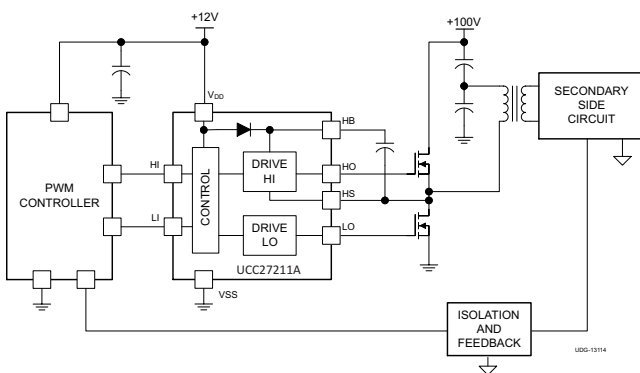 +12V
+100V
VDD
HB
SECONDARY
SIDE
CIRCUIT
HI
DRIVE
HI
HO
PWM
CONTROLLER
CONTROL
HS
LI
DRIVE
LO
LO
UCC27211A
VSS
ISOLATION
AND
FEEDBACK
UDG-13114